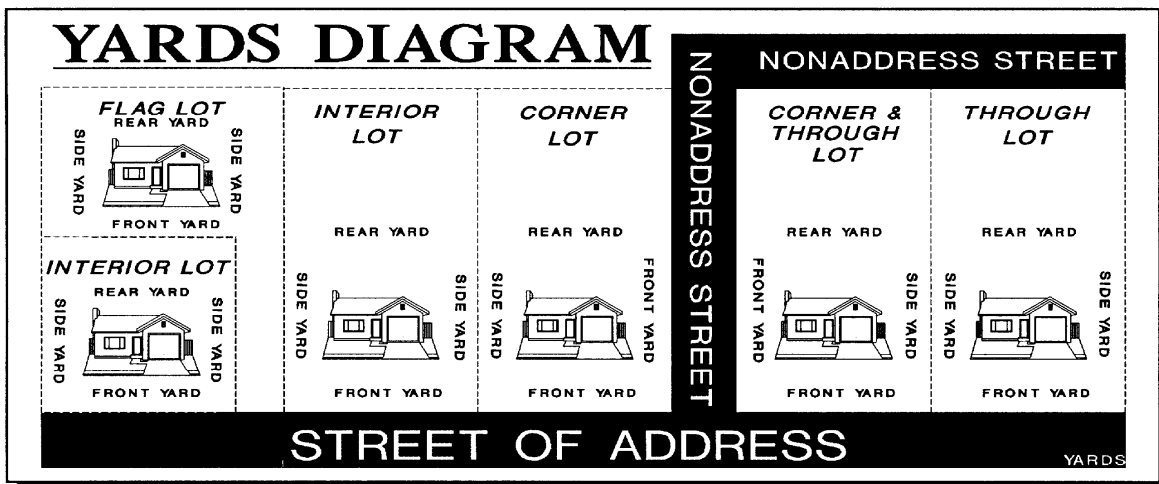 YARDS DIAGRAM
NONADDRESS STREET
NONADDRESS STREET
FLAG LOT
REAR YARD
SIDE YARD
SIDE YARD
FRONT YARD
INTERIOR LOT
REAR YARD
SIDE YARD
SIDE YARD
FRONT YARD
INTERIOR
LOT
REAR YARD
SIDE YARD
SIDE YARD
FRONT YARD
CORNER
LOT
REAR YARD
SIDE YARD
FRONT YARD
FRONT YARD
CORNER &
THROUGH
LOT
REAR YARD
FRONT YARD
SIDE YARD
FRONT YARD
THROUGH
LOT
REAR YARD
SIDE YARD
SIDE YARD
FRONT YARD
STREET OF ADDRESS
YARDS